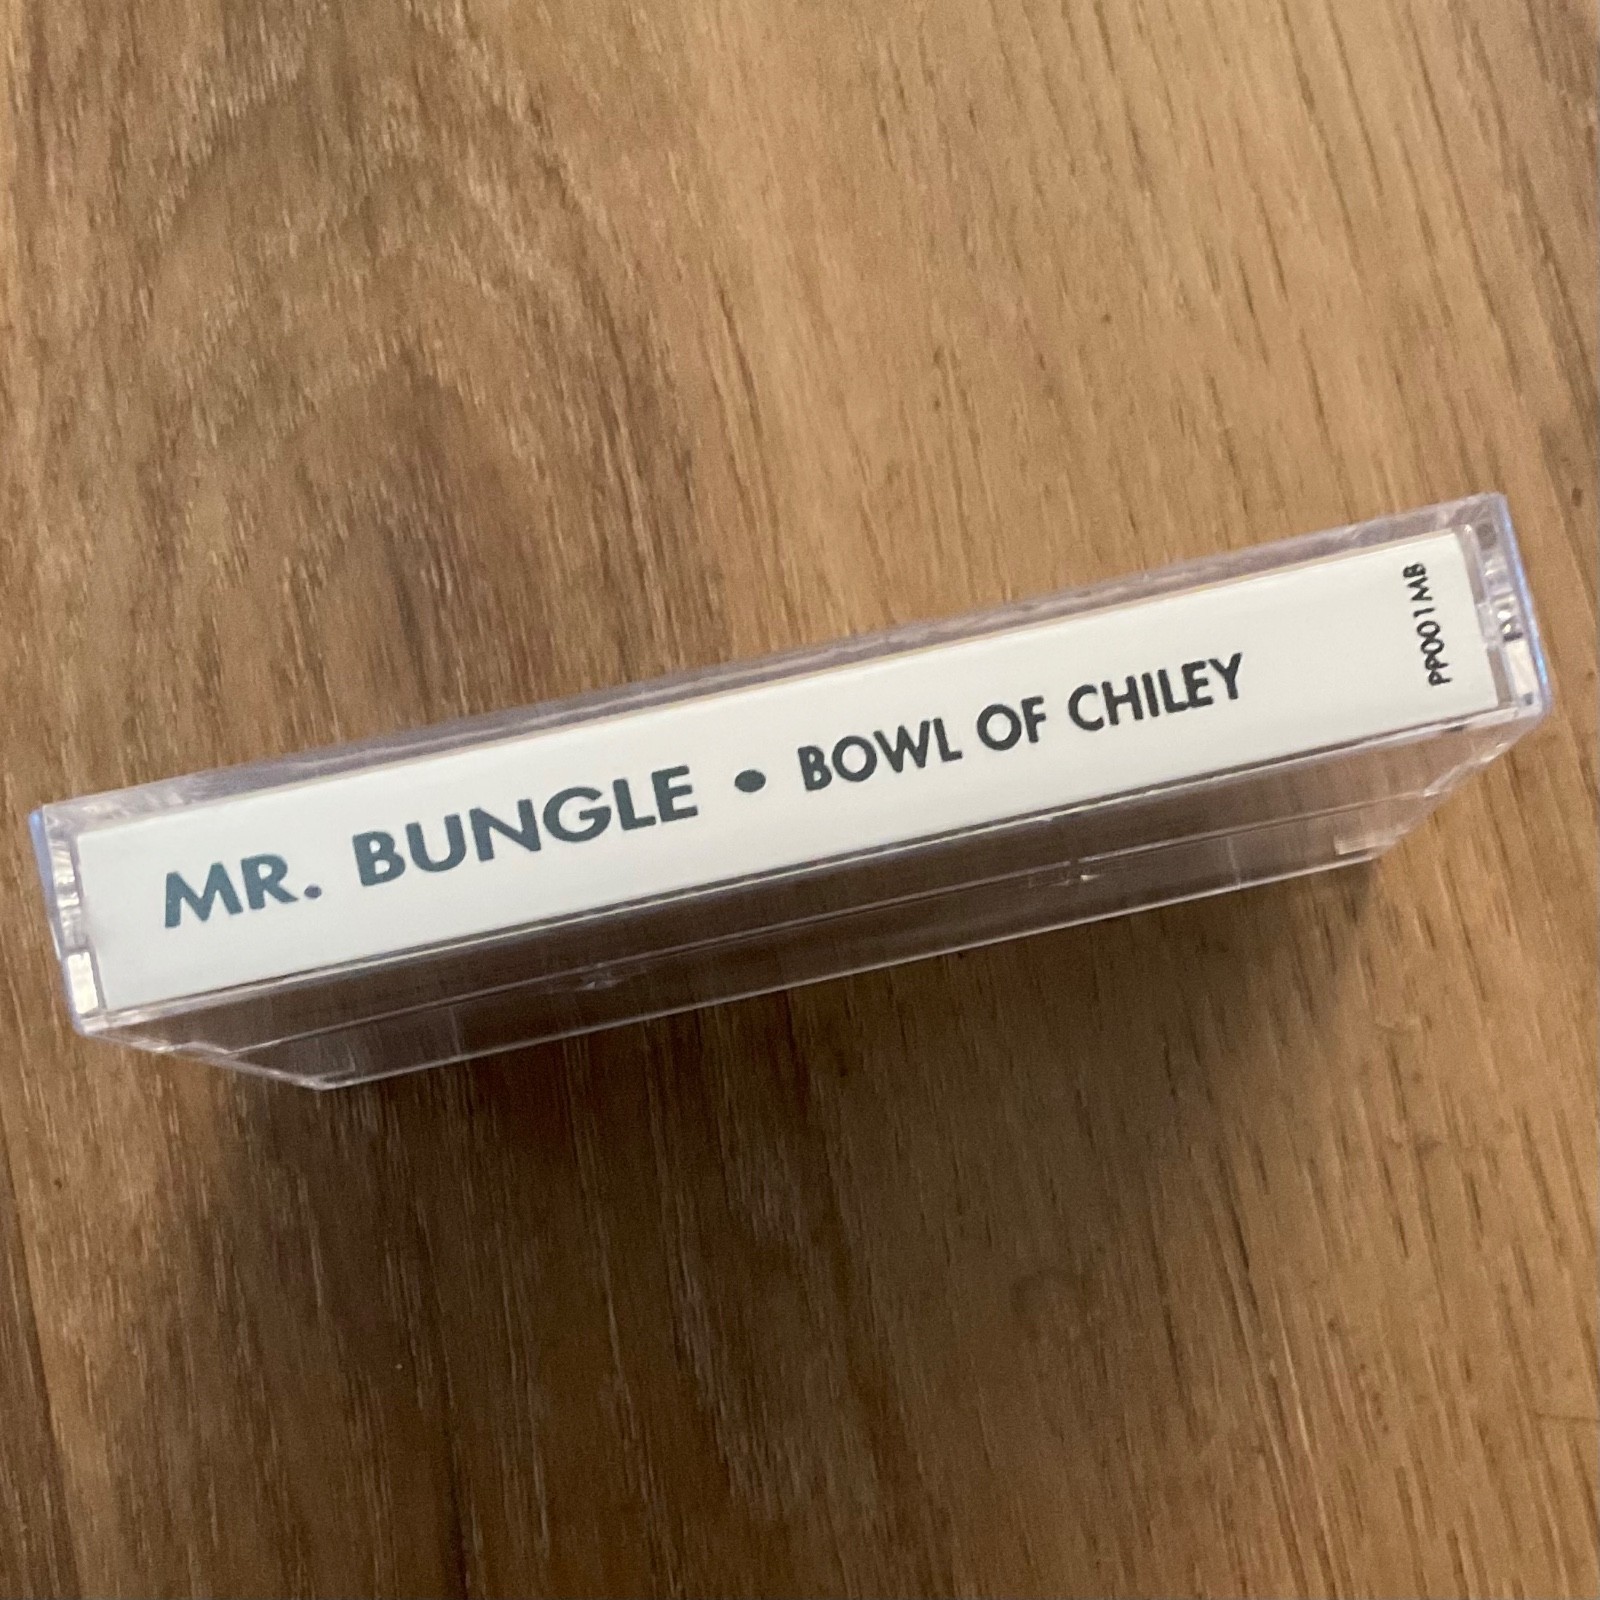 MR. BUNGLE • BOWL OF CHILEY
PP001MB